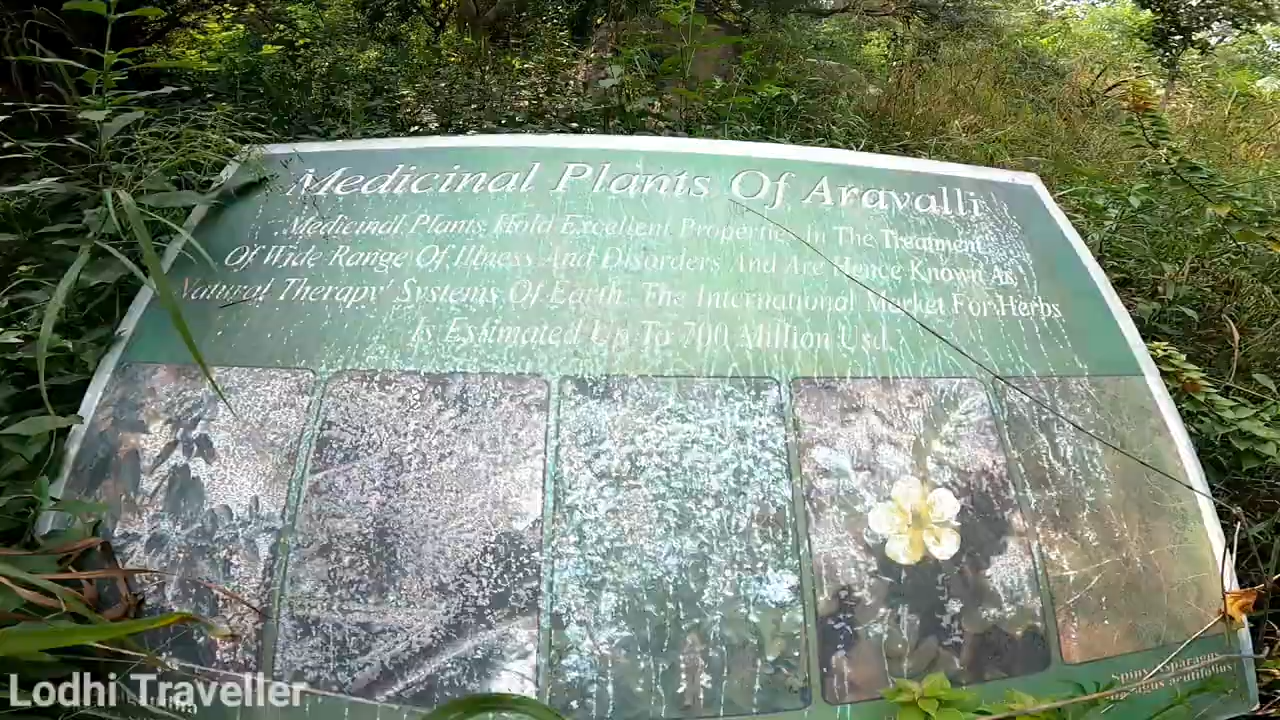 Medicinal Plants Of Aravalli
Medicinal Plants Hold Excellent Properties In The Treatment
Of Wide Range Of Illness And Disorders And Are Hence Known As
'Natural Therapy' Systems Of Earth. The International Market For Herbs
Is Estimated Up To 700 Million Usd.
Spiny Asparagus
Lodhi Traveller